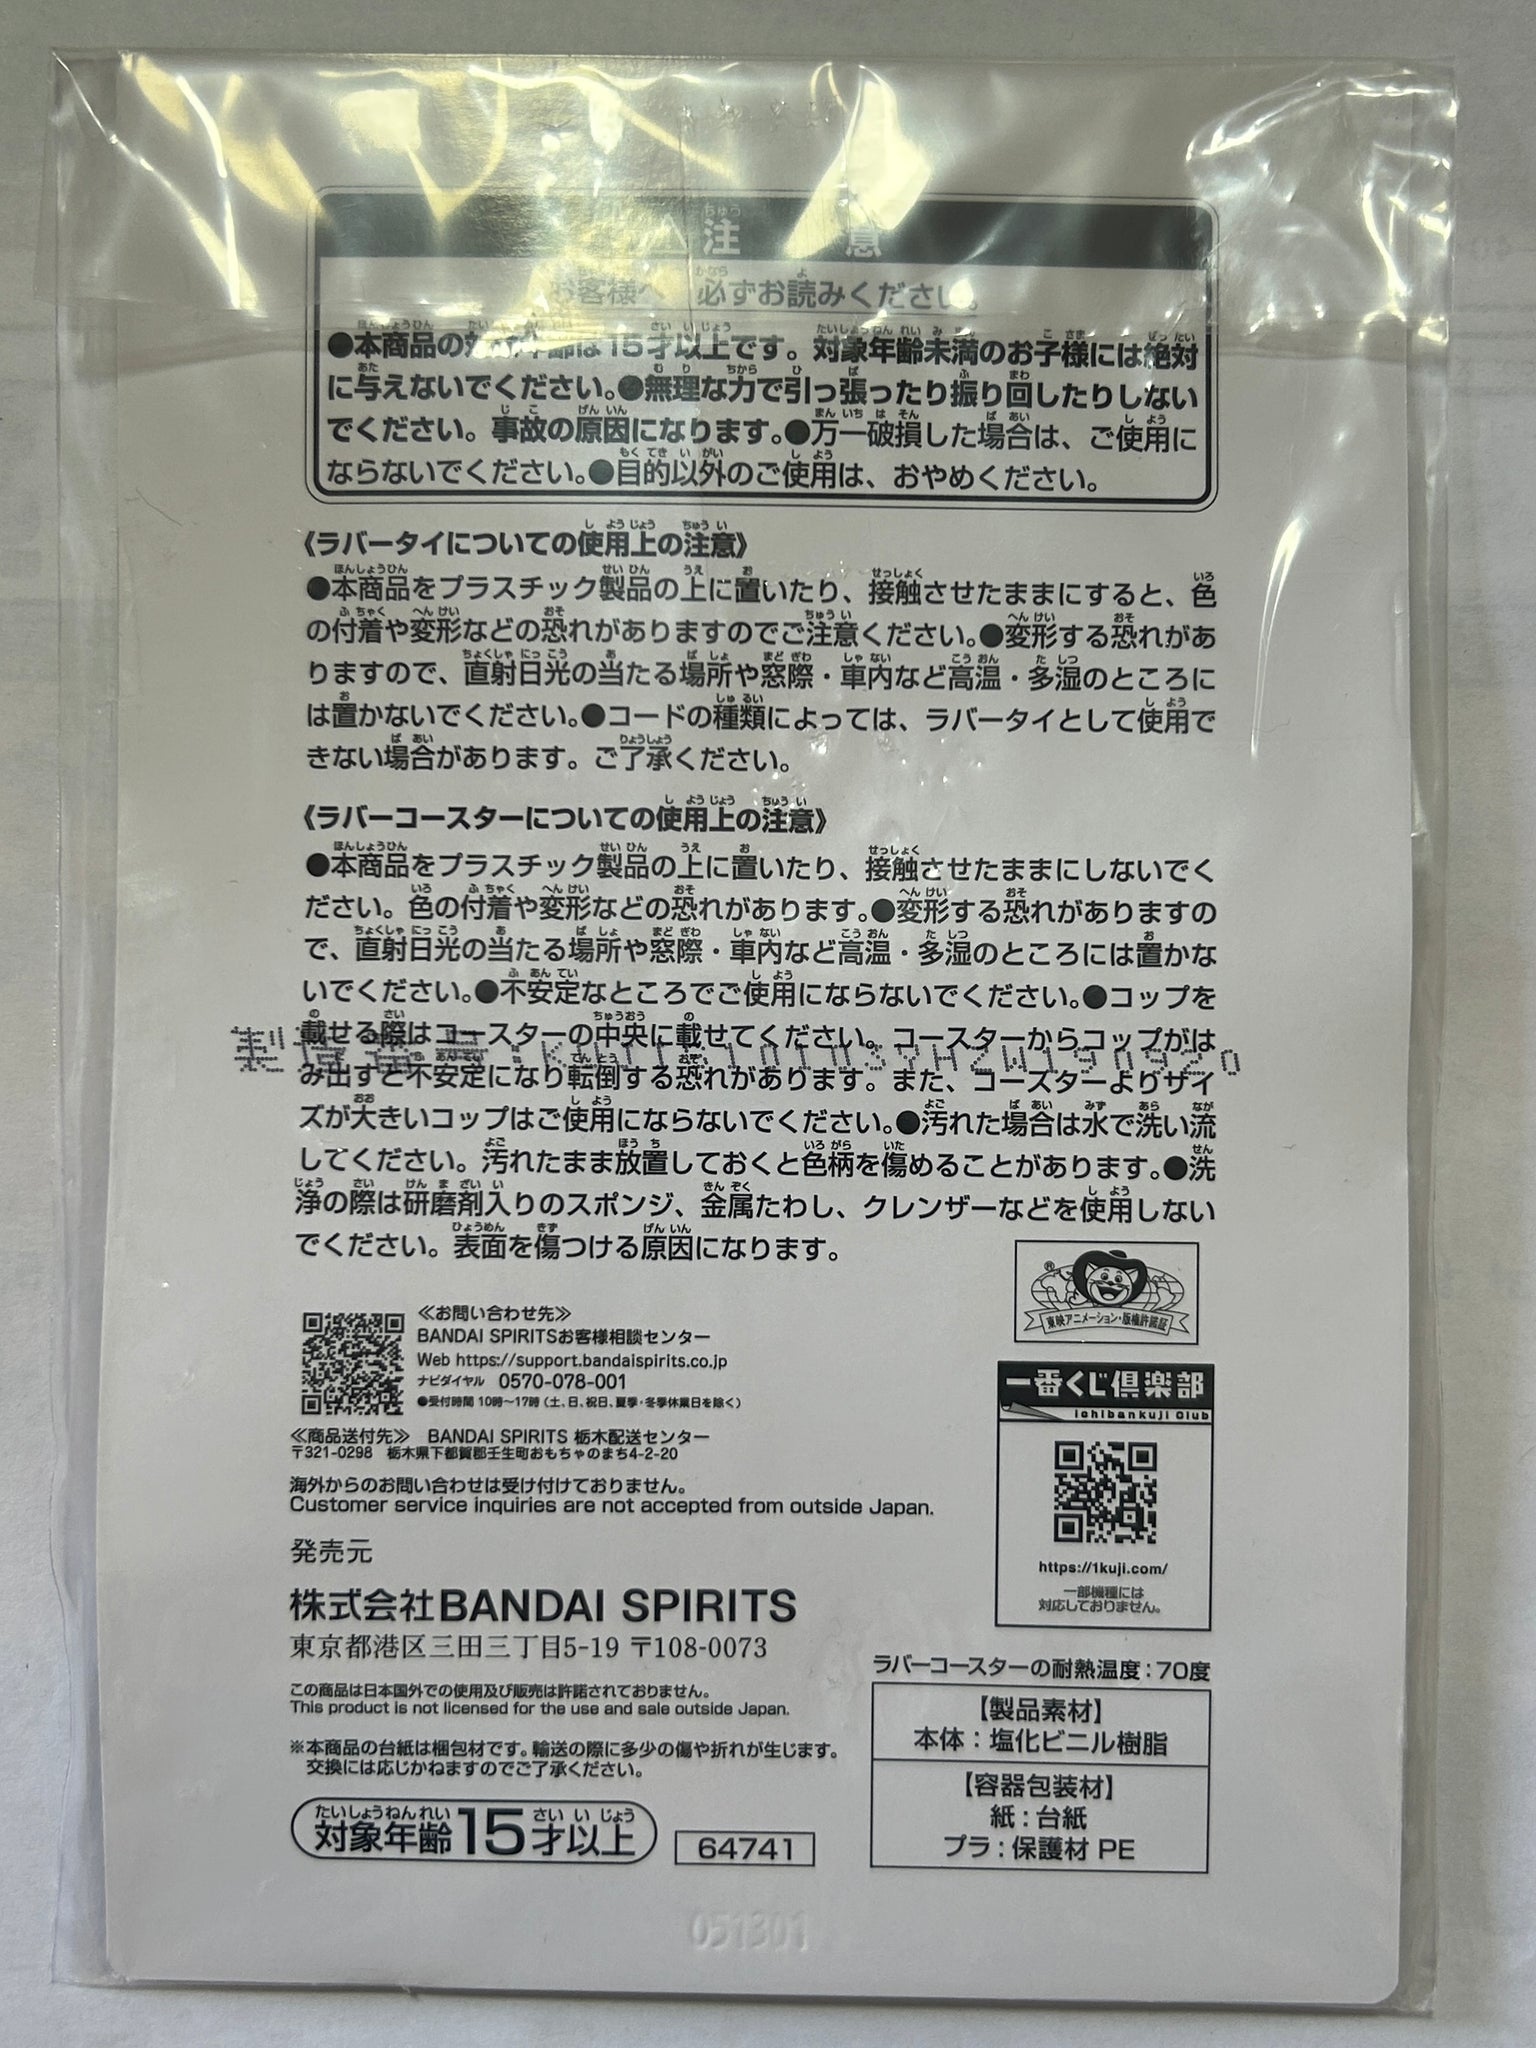 注意
お客様へ 必ずお読みください。
●本商品の対象年齢は15才以上です。対象年齢未満のお子様には絶対
に与えないでください。●無理な力で引っ張ったり振り回したりしない
でください。事故の原因になります。●万一破損した場合は、ご使用に
ならないでください。●目的以外のご使用は、おやめください。
《ラバータイについての使用上の注意》
●本商品をプラスチック製品の上に置いたり、接触させたままにすると、色
の付着や変形などの恐れがありますのでご注意ください。●変形する恐れがあ
りますので、直射日光の当たる場所や窓際・車内など高温・多湿のところに
は置かないでください。●コードの種類によっては、ラバータイとして使用で
きない場合があります。ご了承ください。
《ラバーコースターについての使用上の注意》
●本商品をプラスチック製品の上に置いたり、接触させたままにしないでく
ださい。色の付着や変形などの恐れがあります。●変形する恐れがありますの
で、直射日光の当たる場所や窓際・車内など高温・多湿のところには置かな
いでください。●不安定なところでご使用にならないでください。●コップを
載せる際はコースターの中央に載せてください。コースターからコップがは
み出すと不安定になり転倒する恐れがあります。また、コースターよりサイ
ズが大きいコップはご使用にならないでください。●汚れた場合は水で洗い流
してください。汚れたまま放置しておくと色柄を傷めることがあります。●洗
浄の際は研磨剤入りのスポンジ、金属たわし、クレンザーなどを使用しない
でください。表面を傷つける原因になります。
東映アニメーション・版権許諾証
≪お問い合わせ先≫
BANDAI SPIRITSお客様相談センター
Web https://support.bandaispirits.co.jp
ナビダイヤル 0570-078-001
●受付時間 10時～17時（土、日、祝日、夏季・冬季休業日を除く）
≪商品送付先≫ BANDAI SPIRITS 栃木配送センター
〒321-0298 栃木県下都賀郡壬生町おもちゃのまち4-2-20
海外からのお問い合わせは受け付けておりません。
Customer service inquiries are not accepted from outside Japan.
一番くじ倶楽部
ichibankuji Club
https://1kuji.com/
一部機種には
対応しておりません。
発売元
株式会社BANDAI SPIRITS
東京都港区三田三丁目5-19 〒108-0073
この商品は日本国外での使用及び販売は許諾されておりません。
This product is not licensed for the use and sale outside Japan.
※本商品の台紙は梱包材です。輸送の際に多少の傷や折れが生じます。
交換には応じかねますのでご了承ください。
対象年齢15才以上
64741
ラバーコースターの耐熱温度：70度
【製品素材】
本体：塩化ビニル樹脂
【容器包装材】
紙：台紙
プラ：保護材 PE
051301